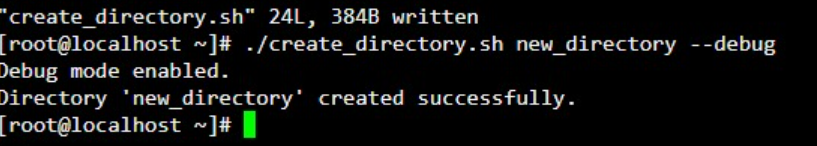 "create_directory.sh" 24L, 384B written
[root@localhost ~]# ./create_directory.sh new_directory --debug
Debug mode enabled.
Directory 'new_directory' created successfully.
[root@localhost ~]#